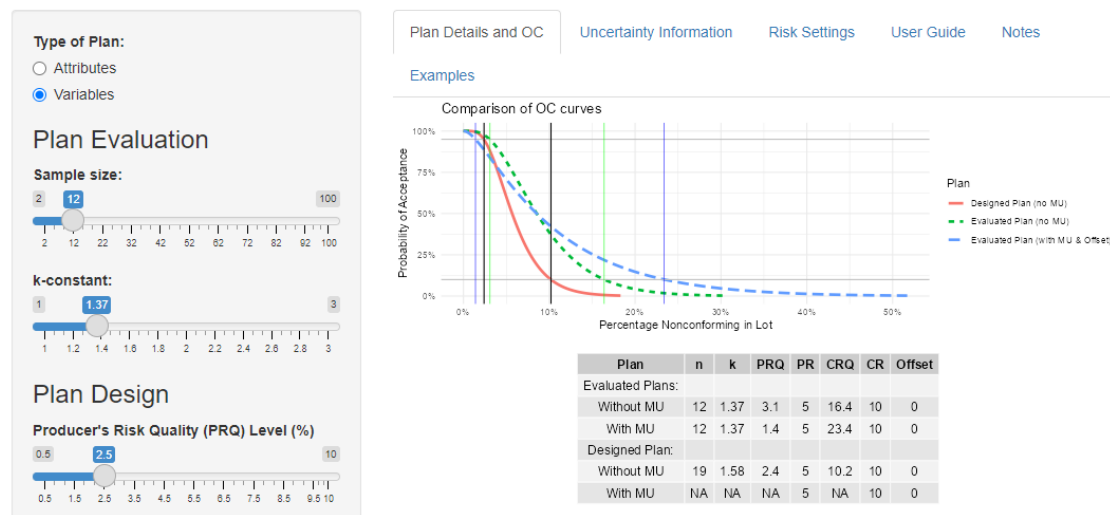 Type of Plan:
Attributes
Variables
Plan Evaluation
Sample size:
2 12 100
2 12 22 32 42 52 62 72 82 92 100
k-constant:
1 1.37 3
1 1.2 1.4 1.6 1.8 2 2.2 2.4 2.6 2.8 3
Plan Design
Producer's Risk Quality (PRQ) Level (%)
0.5 2.5 10
0.5 1.5 2.5 3.5 4.5 5.5 6.5 7.5 8.5 9.5 10
Plan Details and OC Uncertainty Information Risk Settings User Guide Notes
Examples
Comparison of OC curves
Probability of Acceptance
100%
75%
50%
25%
0%
0% 10% 20% 30% 40% 50%
Percentage Nonconforming in Lot
Plan
Designed Plan (no MU)
Evaluated Plan (no MU)
Evaluated Plan (with MU & Offset)
Plan n k PRQ PR CRQ CR Offset
Evaluated Plans:
Without MU 12 1.37 3.1 5 16.4 10 0
With MU 12 1.37 1.4 5 23.4 10 0
Designed Plan:
Without MU 19 1.58 2.4 5 10.2 10 0
With MU NA NA NA 5 NA 10 0